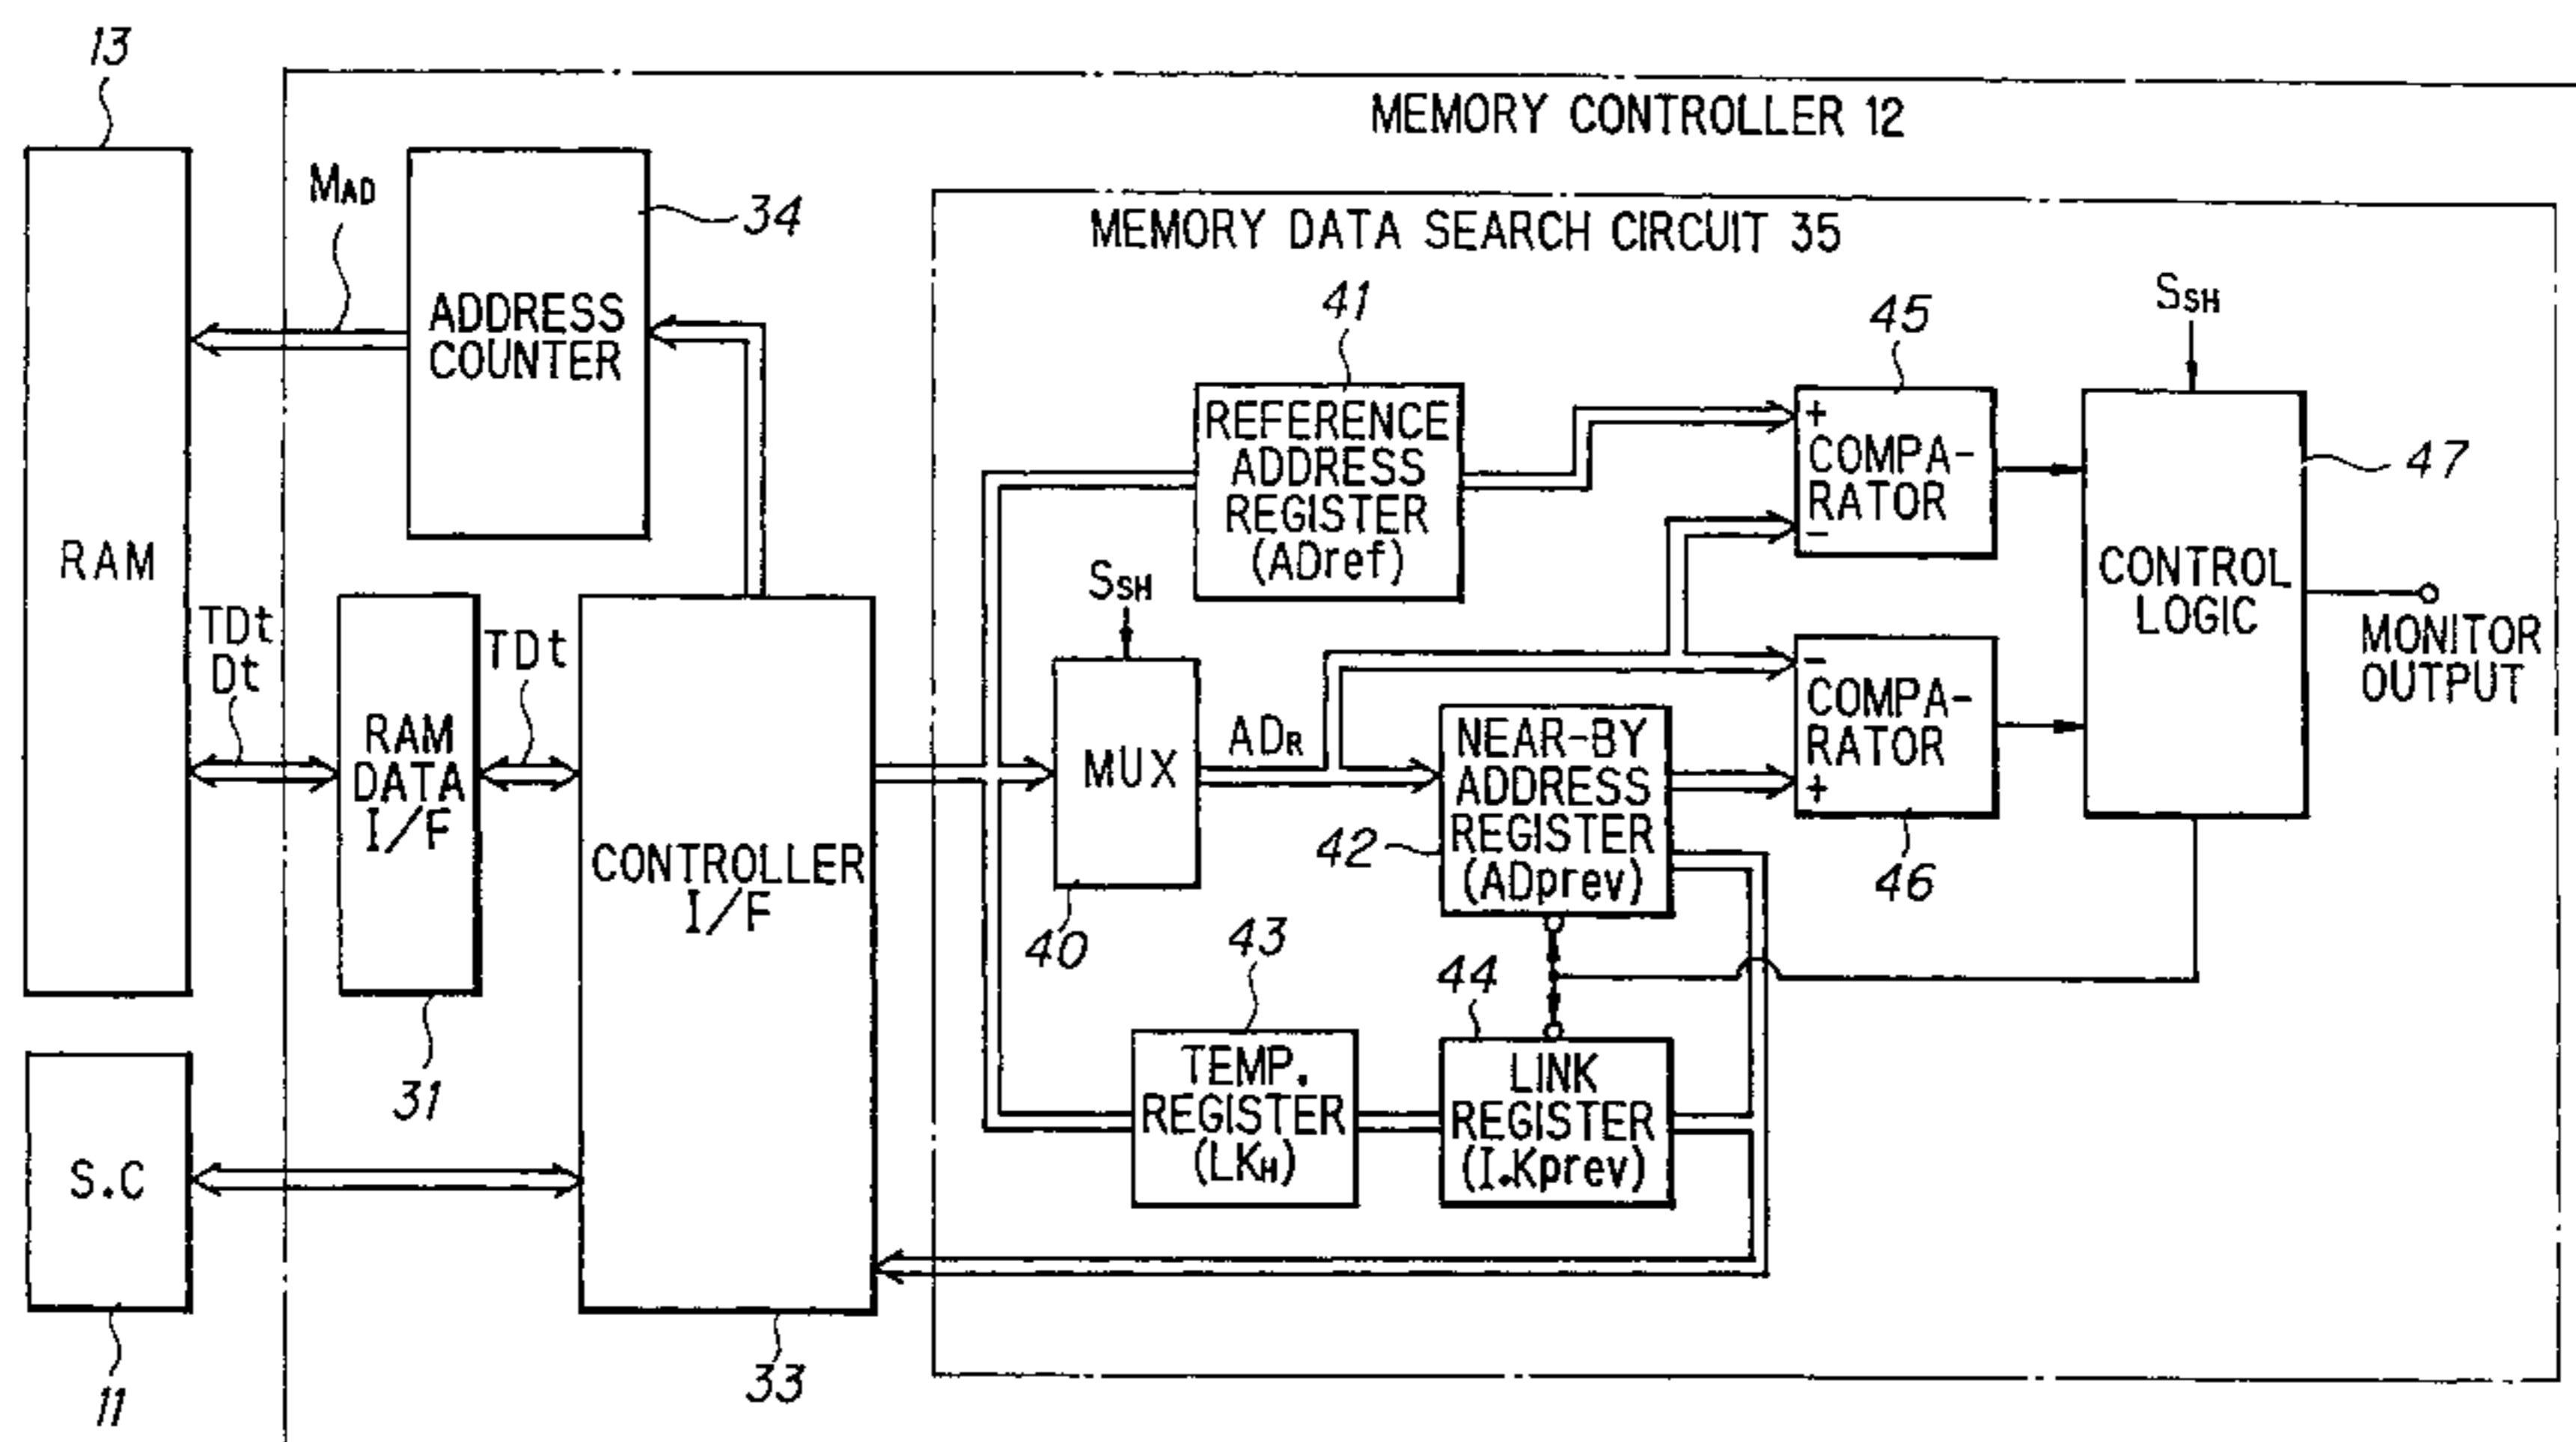 13
MEMORY CONTROLLER 12
MAD
34
MEMORY DATA SEARCH CIRCUIT 35
ADDRESS
COUNTER
41
45
SSH
REFERENCE
ADDRESS
REGISTER
(ADref)
+
COMPA-
RATOR
-
47
RAM
CONTROL
LOGIC
SSH
MONITOR
OUTPUT
TDt
Dt
TDt
RAM
DATA
I/F
MUX
ADR
NEAR-BY
ADDRESS
REGISTER
(ADprev)
-
COMPA-
RATOR
+
42
46
CONTROLLER
I/F
40
43
44
31
TEMP.
REGISTER
(LKH)
LINK
REGISTER
(I.Kprev)
S.C
33
11